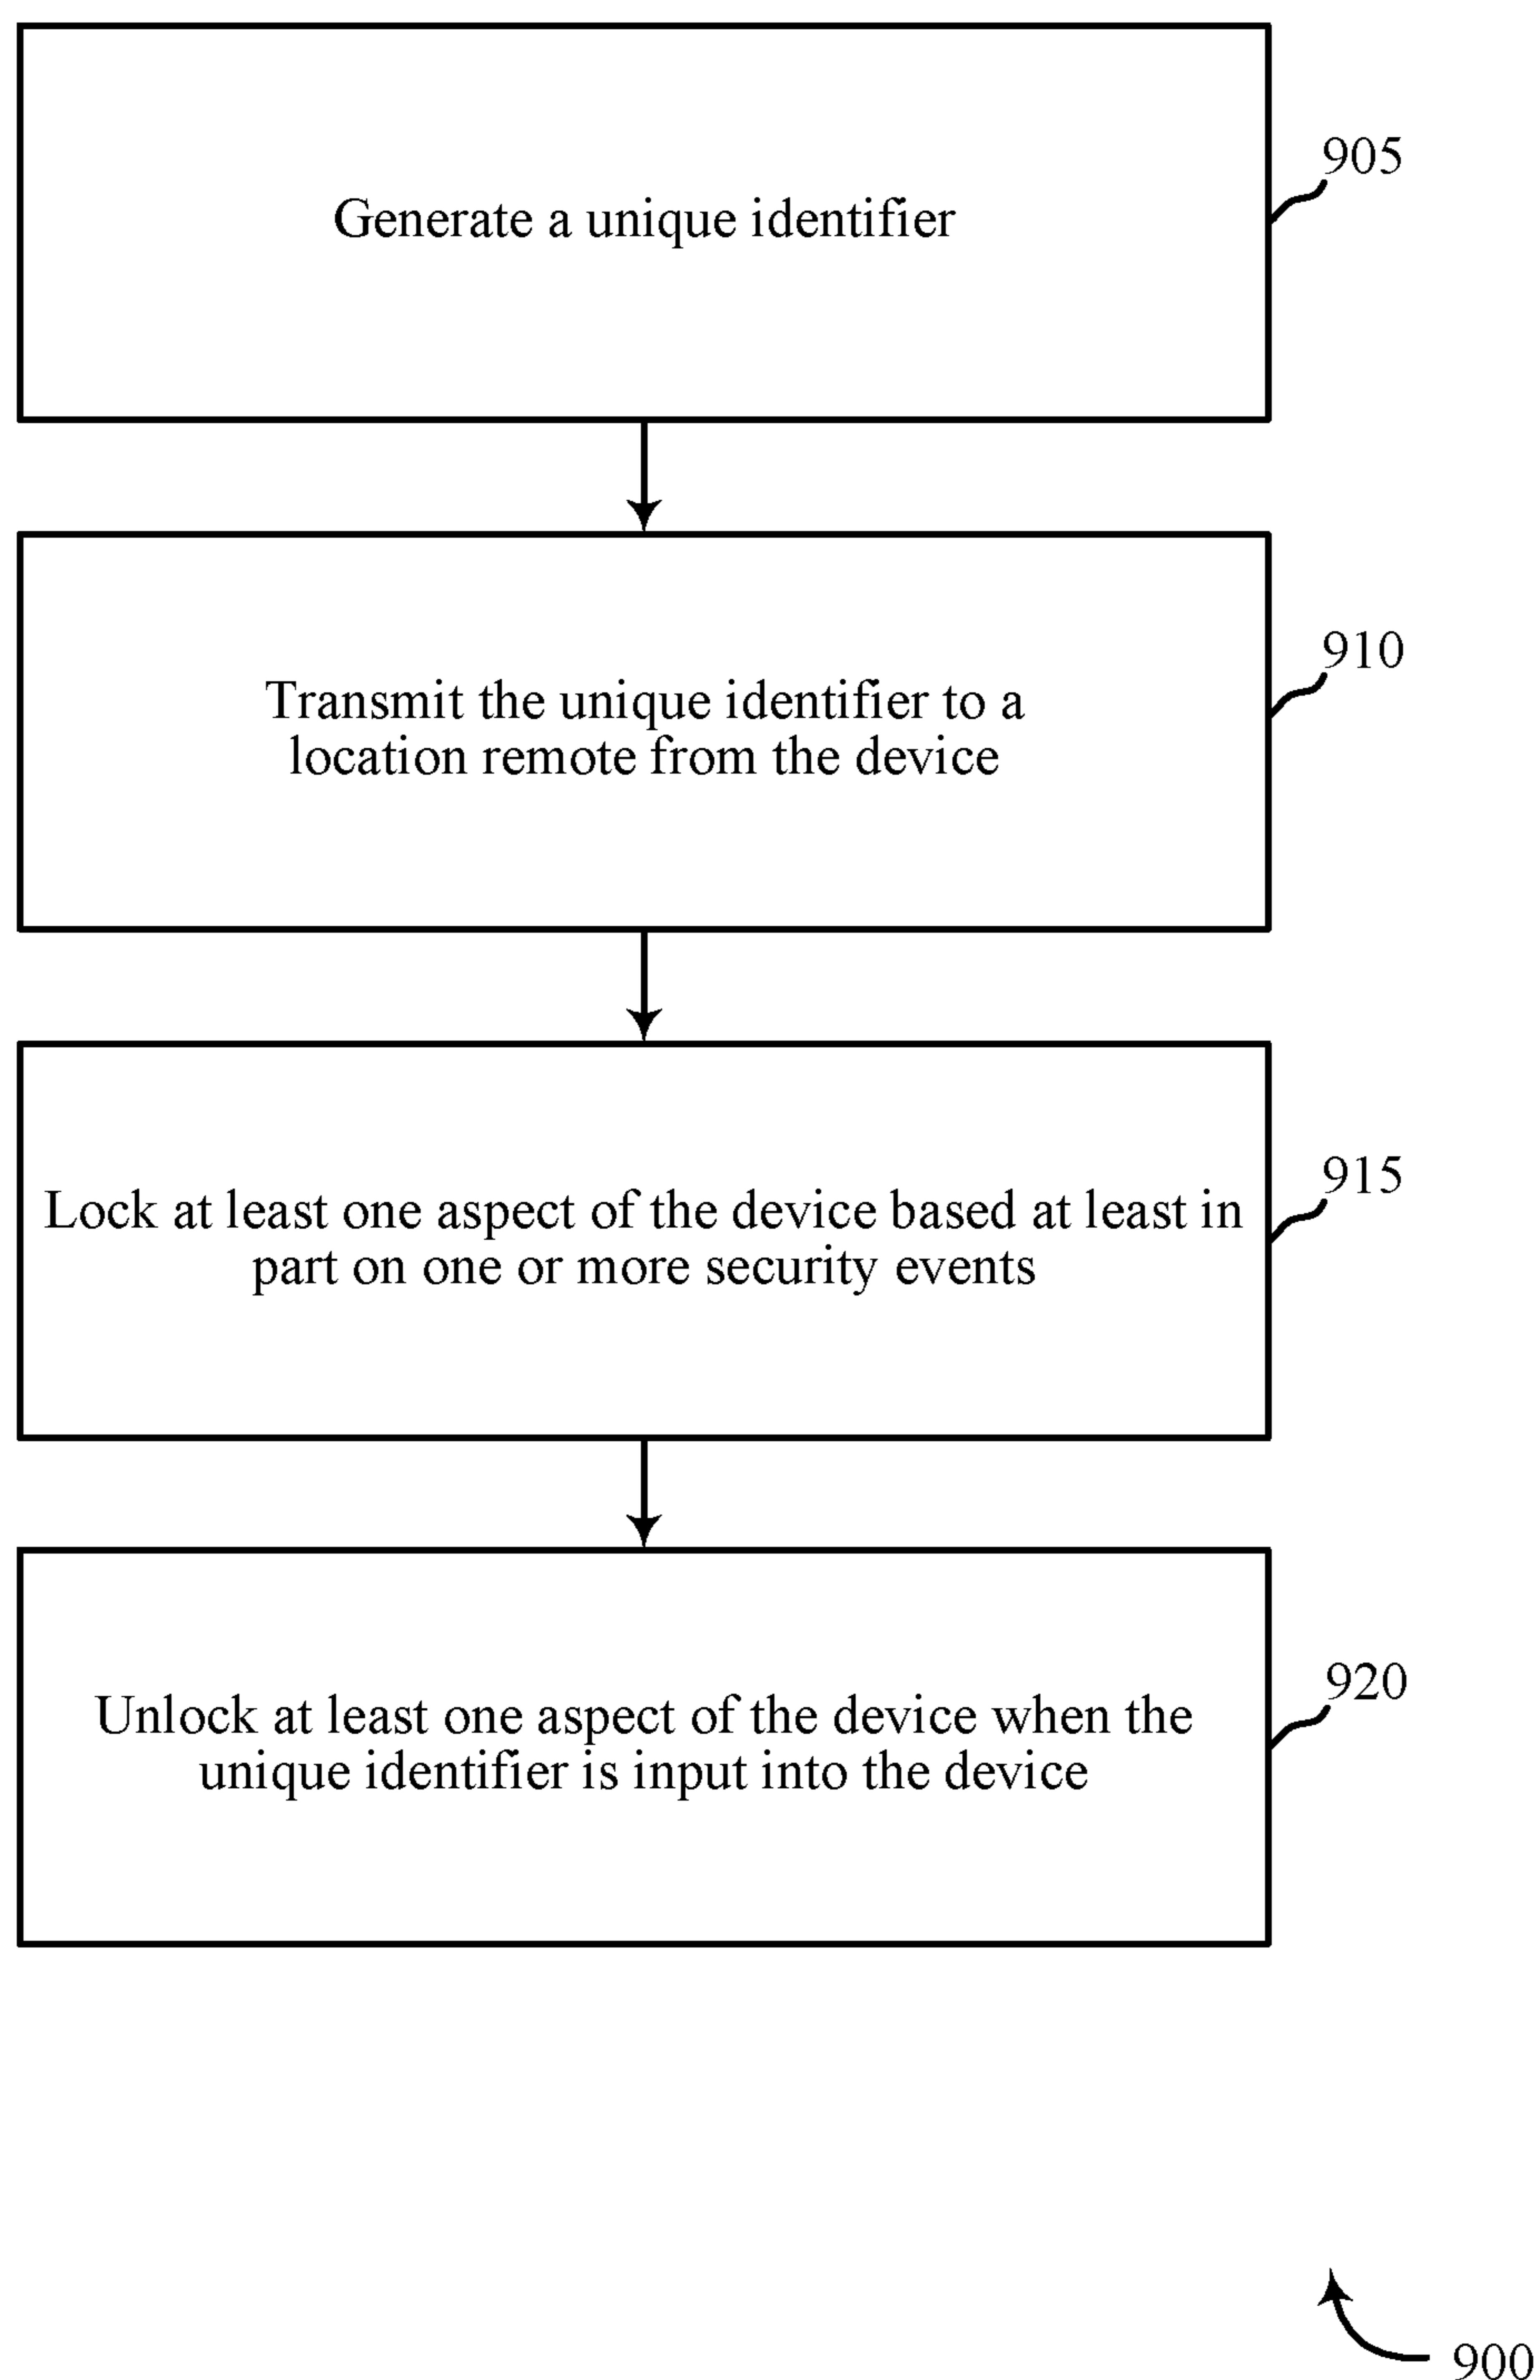 Generate a unique identifier
905
Transmit the unique identifier to a
location remote from the device
910
Lock at least one aspect of the device based at least in
part on one or more security events
915
Unlock at least one aspect of the device when the
unique identifier is input into the device
920
900